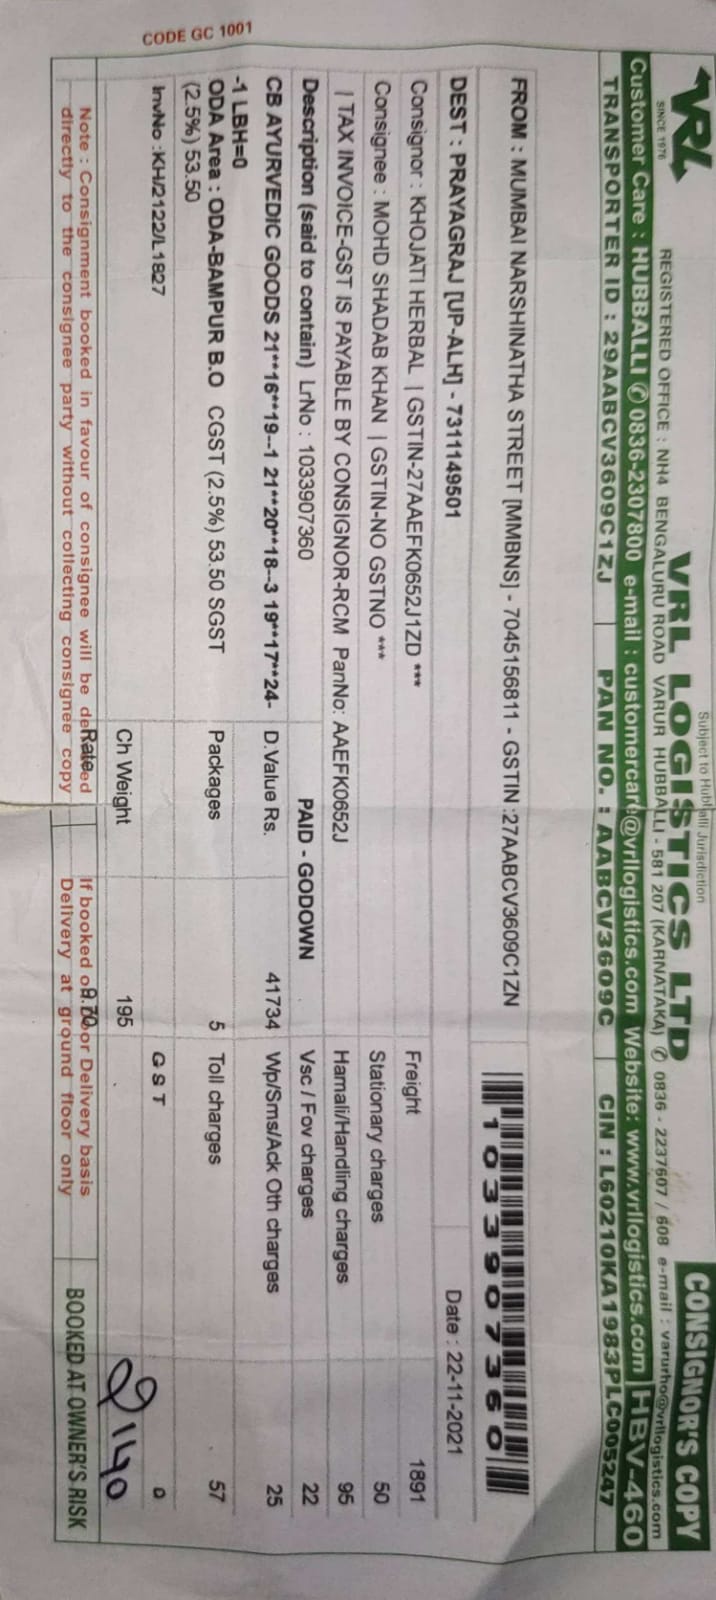 CODE GC 1001
VRL
SINCE 1976
Subject to Hubballi Jurisdiction
VRL LOGISTICS LTD
CONSIGNOR'S COPY
REGISTERED OFFICE : NH4 BENGALURU ROAD VARUR HUBBALLI - 581 207 (KARNATAKA) ✆ 0836 - 2237607 / 608 e-mail : varurho@vrllogistics.com
Customer Care : HUBBALLI ✆ 0836-2307800 e-mail : customercare@vrllogistics.com Website: www.vrllogistics.com HBV-460
TRANSPORTER ID : 29AABCV3609C1ZJ PAN NO. : AABCV3609C CIN : L60210KA1983PLC005247
FROM : MUMBAI NARSHINATHA STREET [MMBNS] - 7045156811 - GSTIN :27AABCV3609C1ZN
1033907360
DEST : PRAYAGRAJ [UP-ALH] - 7311149501 Date : 22-11-2021
Consignor : KHOJATI HERBAL | GSTIN-27AAEFK0652J1ZD *** Freight 1891
Consignee : MOHD SHADAB KHAN | GSTIN-NO GSTNO *** Stationary charges 50
| TAX INVOICE-GST IS PAYABLE BY CONSIGNOR-RCM PanNo: AAEFK0652J Hamali/Handling charges 95
Description (said to contain) LrNo : 1033907360 PAID - GODOWN Vsc / Fov charges 22
CB AYURVEDIC GOODS 21**16**19--1 21**20**18--3 19**17**24- D.Value Rs. 41734 Wp/Sms/Ack Oth charges 25
-1 LBH=0
ODA Area : ODA-BAMPUR B.O CGST (2.5%) 53.50 SGST Packages 5 Toll charges 57
(2.5%) 53.50
InvNo :KH/2122/L1827 GST 0
Ch Weight 195 2140
Rate 9.70
Note : Consignment booked in favour of consignee will be delivered If booked on Door Delivery basis BOOKED AT OWNER'S RISK
directly to the consignee party without collecting consignee copy Delivery at ground floor only